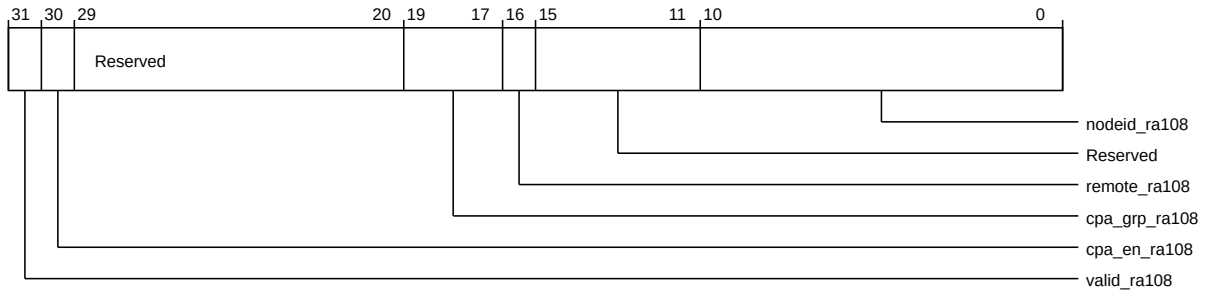 31 30 29 20 19 17 16 15 11 10 0
Reserved
nodeid_ra108
Reserved
remote_ra108
cpa_grp_ra108
cpa_en_ra108
valid_ra108